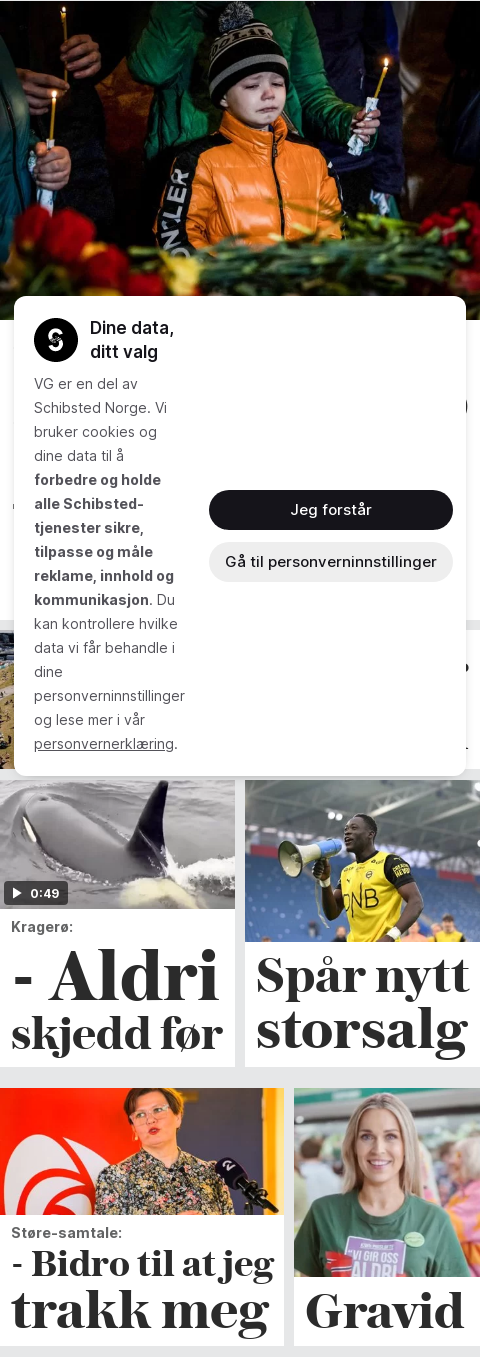 Dine data,
ditt valg
VG er en del av
Schibsted Norge. Vi
bruker cookies og
dine data til å
forbedre og holde
alle Schibsted-
tjenester sikre,
tilpasse og måle
reklame, innhold og
kommunikasjon. Du
kan kontrollere hvilke
data vi får behandle i
dine
personverninnstillinger
og lese mer i vår
personvernerklæring.
Jeg forstår
Gå til personverninnstillinger
0:49
Kragerø:
- Aldri
skjedd før
Spår nytt
storsalg
Støre-samtale:
- Bidro til at jeg
trakk meg
Gravid